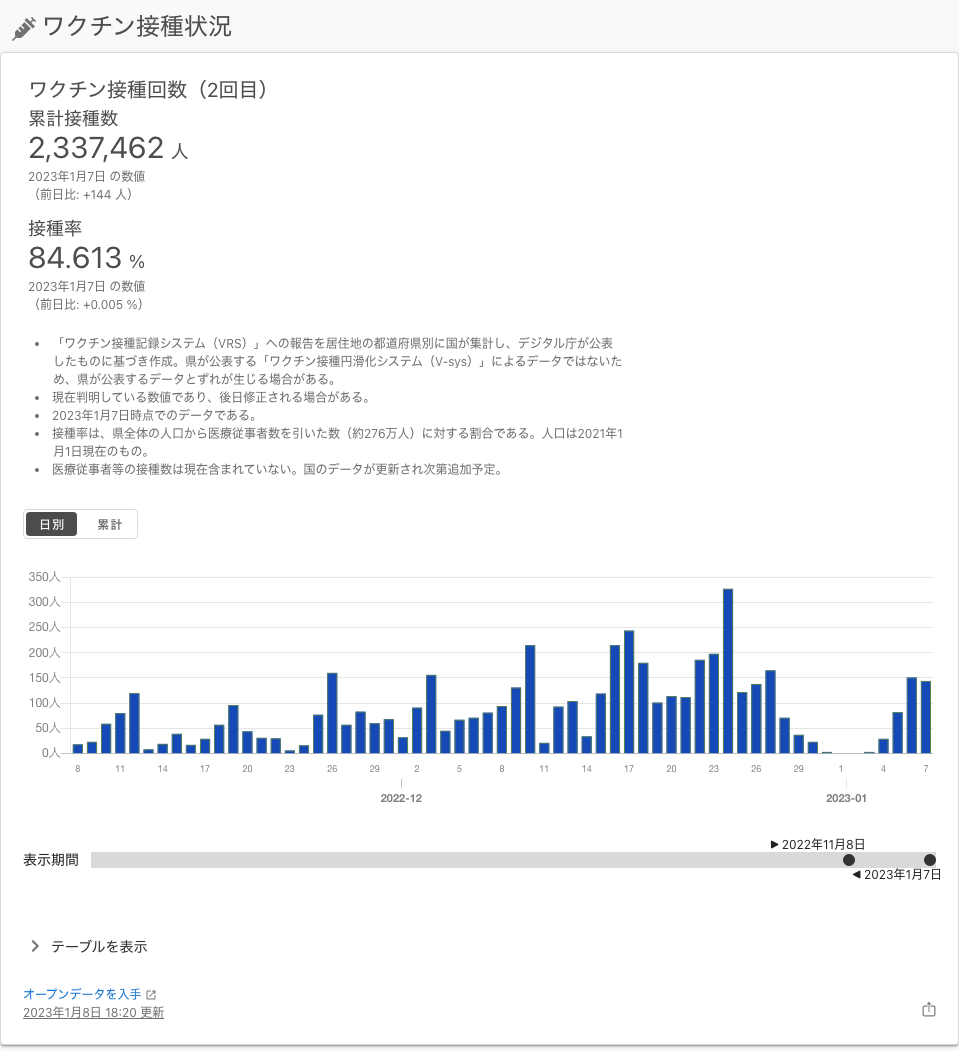 ワクチン接種状況
ワクチン接種回数（2回目）
累計接種数
2,337,462 人
2023年1月7日 の数値
（前日比: +144 人）
接種率
84.613 %
2023年1月7日 の数値
（前日比: +0.005 %）
• 「ワクチン接種記録システム（VRS）」への報告を居住地の都道府県別に国が集計し、デジタル庁が公表
したものに基づき作成。県が公表する「ワクチン接種円滑化システム（V-sys）」によるデータではないた
め、県が公表するデータとずれが生じる場合がある。
• 現在判明している数値であり、後日修正される場合がある。
• 2023年1月7日時点でのデータである。
• 接種率は、県全体の人口から医療従事者数を引いた数（約276万人）に対する割合である。人口は2021年1
月1日現在のもの。
• 医療従事者等の接種数は現在含まれていない。国のデータが更新され次第追加予定。
日別 累計
350人
300人
250人
200人
150人
100人
50人
0人
8 11 14 17 20 23 26 29 2 5 8 11 14 17 20 23 26 29 1 4 7
2022-12 2023-01
▶ 2022年11月8日
表示期間
◀ 2023年1月7日
テーブルを表示
オープンデータを入手
2023年1月8日 18:20 更新